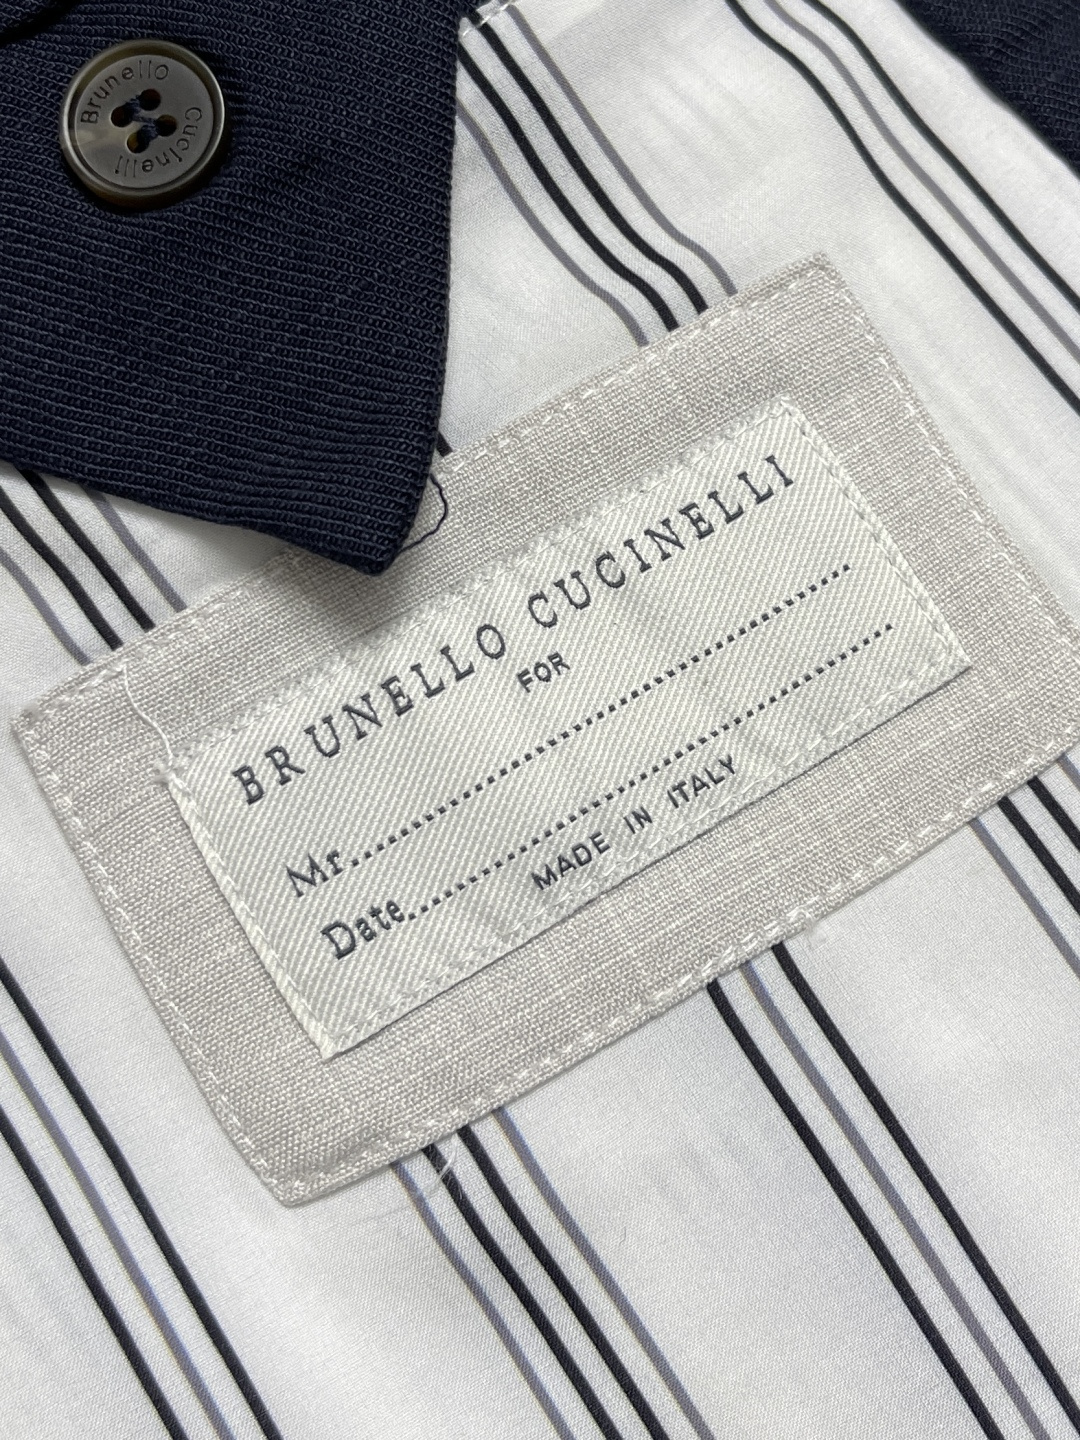 Brunello
Cucinelli
BRUNELLO CUCINELLI
FOR
Mr.......................................................
Date.......................................................
MADE IN ITALY